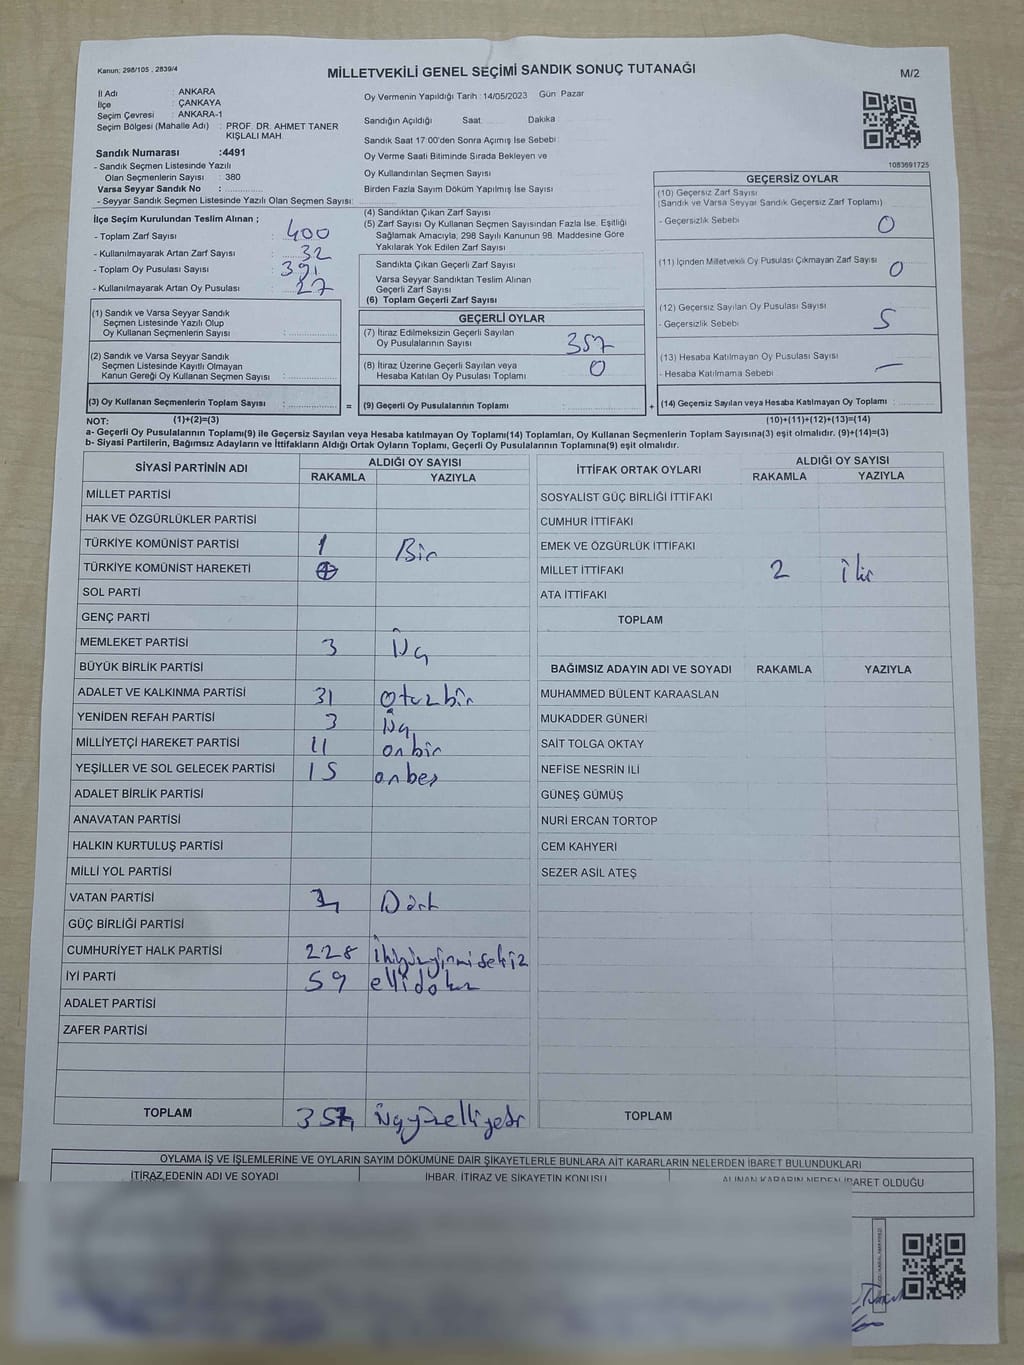 Kanun: 298/105 , 2839/4
MİLLETVEKİLİ GENEL SEÇİMİ SANDIK SONUÇ TUTANAĞI
M/2
İl Adı : ANKARA
İlçe : ÇANKAYA
Seçim Çevresi : ANKARA-1
Seçim Bölgesi (Mahalle Adı) : PROF. DR. AHMET TANER
KIŞLALI MAH.
Sandık Numarası :4491
- Sandık Seçmen Listesinde Yazılı
Olan Seçmenlerin Sayısı : 380
Varsa Seyyar Sandık No :
- Seyyar Sandık Seçmen Listesinde Yazılı Olan Seçmen Sayısı:
Oy Vermenin Yapıldığı Tarih : 14/05/2023 Gün: Pazar
Sandığın Açıldığı Saat Dakika
Sandık Saat 17:00'den Sonra Açımış İse Sebebi
Oy Verme Saati Bitiminde Sırada Bekleyen ve
Oy Kullandırılan Seçmen Sayısı
Birden Fazla Sayım Döküm Yapılmış İse Sayısı
1083691725
İlçe Seçim Kurulundan Teslim Alınan ;
- Toplam Zarf Sayısı : 400
- Kullanılmayarak Artan Zarf Sayısı : 32
- Toplam Oy Pusulası Sayısı : 391
- Kullanılmayarak Artan Oy Pusulası : 27
(1) Sandık ve Varsa Seyyar Sandık
Seçmen Listesinde Yazılı Olup
Oy Kullanan Seçmenlerin Sayısı :
(2) Sandık ve Varsa Seyyar Sandık
Seçmen Listesinde Kayıtlı Olmayan
Kanun Gereği Oy Kullanan Seçmen Sayısı :
(3) Oy Kullanan Seçmenlerin Toplam Sayısı :
(4) Sandıktan Çıkan Zarf Sayısı
(5) Zarf Sayısı Oy Kullanan Seçmen Sayısından Fazla İse, Eşitliği
Sağlamak Amacıyla, 298 Sayılı Kanunun 98. Maddesine Göre
Yakılarak Yok Edilen Zarf Sayısı
Sandıkta Çıkan Geçerli Zarf Sayısı
Varsa Seyyar Sandıktan Teslim Alınan
Geçerli Zarf Sayısı
(6) Toplam Geçerli Zarf Sayısı
GEÇERLİ OYLAR
(7) İtiraz Edilmeksizin Geçerli Sayılan
Oy Pusulalarının Sayısı 357
(8) İtiraz Üzerine Geçerli Sayılan veya
Hesaba Katılan Oy Pusulası Toplamı 0
= (9) Geçerli Oy Pusulalarının Toplamı :
GEÇERSİZ OYLAR
(10) Geçersiz Zarf Sayısı
(Sandık ve Varsa Seyyar Sandık Geçersiz Zarf Toplamı)
- Geçersizlik Sebebi 0
(11) İçinden Milletvekili Oy Pusulası Çıkmayan Zarf Sayısı 0
(12) Geçersiz Sayılan Oy Pusulası Sayısı
- Geçersizlik Sebebi 5
(13) Hesaba Katılmayan Oy Pusulası Sayısı
- Hesaba Katılmama Sebebi —
+ (14) Geçersiz Sayılan veya Hesaba Katılmayan Oy Toplamı :
NOT: (1)+(2)=(3) (10)+(11)+(12)+(13)=(14)
a- Geçerli Oy Pusulalarının Toplamı(9) ile Geçersiz Sayılan veya Hesaba katılmayan Oy Toplamı(14) Toplamları, Oy Kullanan Seçmenlerin Toplam Sayısına(3) eşit olmalıdır. (9)+(14)=(3)
b- Siyasi Partilerin, Bağımsız Adayların ve İttifakların Aldığı Ortak Oyların Toplamı, Geçerli Oy Pusulalarının Toplamına(9) eşit olmalıdır.
SİYASİ PARTİNİN ADI ALDIĞI OY SAYISI
RAKAMLA YAZIYLA
MİLLET PARTİSİ
HAK VE ÖZGÜRLÜKLER PARTİSİ
TÜRKİYE KOMÜNİST PARTİSİ 1 Bir
TÜRKİYE KOMÜNİST HAREKETİ
SOL PARTİ
GENÇ PARTİ
MEMLEKET PARTİSİ 3 Üç
BÜYÜK BİRLİK PARTİSİ
ADALET VE KALKINMA PARTİSİ 31 Otuzbir
YENİDEN REFAH PARTİSİ 3 Üç
MİLLİYETÇİ HAREKET PARTİSİ 11 onbir
YEŞİLLER VE SOL GELECEK PARTİSİ 15 onbeş
ADALET BİRLİK PARTİSİ
ANAVATAN PARTİSİ
HALKIN KURTULUŞ PARTİSİ
MİLLİ YOL PARTİSİ
VATAN PARTİSİ 4 Dört
GÜÇ BİRLİĞİ PARTİSİ
CUMHURİYET HALK PARTİSİ 228 ikiyüzyirmisekiz
İYİ PARTİ 59 ellidokuz
ADALET PARTİSİ
ZAFER PARTİSİ
TOPLAM 357 üçyüzelliyedi
İTTİFAK ORTAK OYLARI ALDIĞI OY SAYISI
RAKAMLA YAZIYLA
SOSYALİST GÜÇ BİRLİĞİ İTTİFAKI
CUMHUR İTTİFAKI
EMEK VE ÖZGÜRLÜK İTTİFAKI
MİLLET İTTİFAKI 2 iki
ATA İTTİFAKI
TOPLAM
BAĞIMSIZ ADAYIN ADI VE SOYADI RAKAMLA YAZIYLA
MUHAMMED BÜLENT KARAASLAN
MUKADDER GÜNERİ
SAİT TOLGA OKTAY
NEFİSE NESRİN İLİ
GÜNEŞ GÜMÜŞ
NURİ ERCAN TORTOP
CEM KAHYERİ
SEZER ASİL ATEŞ
TOPLAM
OYLAMA İŞ VE İŞLEMLERİNE VE OYLARIN SAYIM DÖKÜMÜNE DAİR ŞİKAYETLERLE BUNLARA AİT KARARLARIN NELERDEN İBARET BULUNDUKLARI
İTİRAZ EDENİN ADI VE SOYADI İHBAR, İTİRAZ VE ŞİKAYETİN KONUSU ALINAN KARARIN NEDEN İBARET OLDUĞU